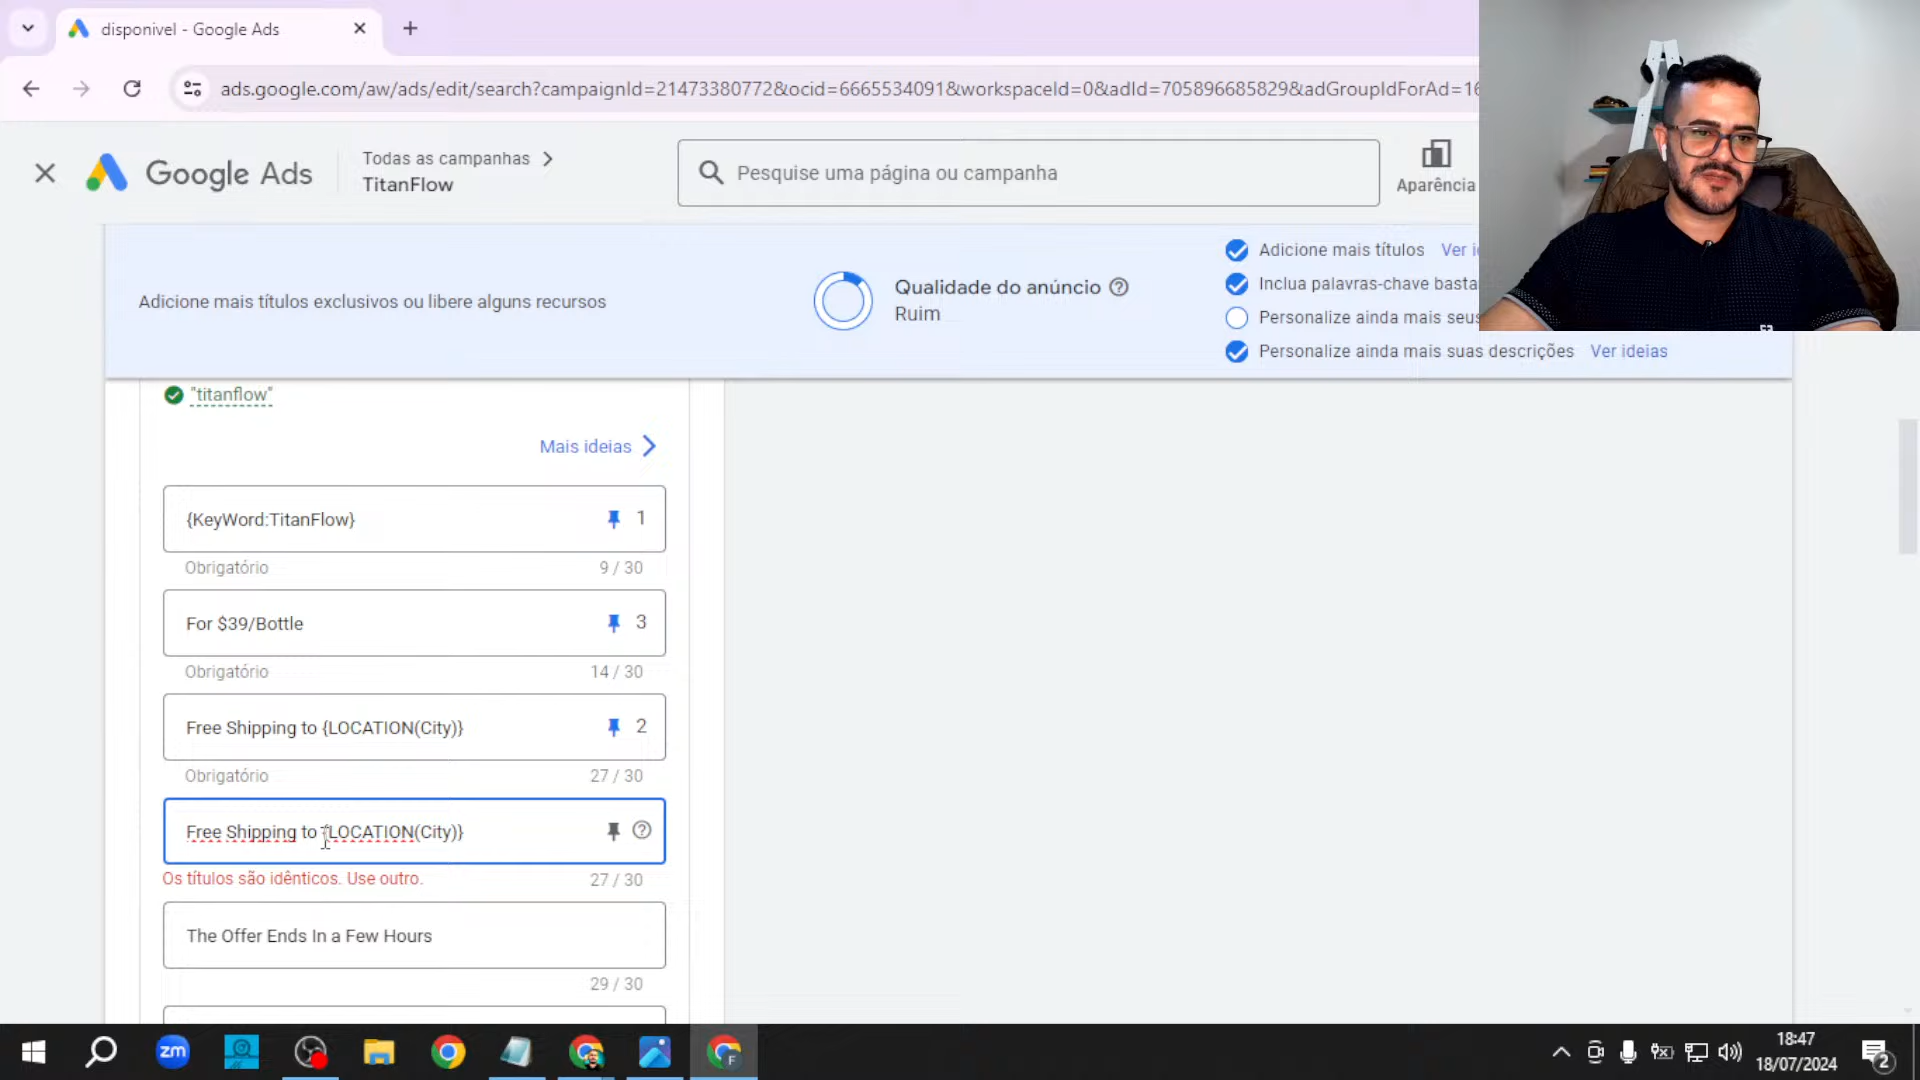 disponivel - Google Ads
ads.google.com/aw/ads/edit/search?campaignId=21473380772&ocid=6665534091&workspaceId=0&adId=705896685829&adGroupIdForAd=16
Google Ads
Todas as campanhas
TitanFlow
Pesquise uma página ou campanha
Aparência
Adicione mais títulos exclusivos ou libere alguns recursos
Qualidade do anúncio
Ruim
Adicione mais títulos Ver i
Inclua palavras-chave basta
Personalize ainda mais seus
Personalize ainda mais suas descrições Ver ideias
"titanflow"
Mais ideias
{KeyWord:TitanFlow} 1
Obrigatório 9 / 30
For $39/Bottle 3
Obrigatório 14 / 30
Free Shipping to {LOCATION(City)} 2
Obrigatório 27 / 30
Free Shipping to {LOCATION(City)}
Os títulos são idênticos. Use outro. 27 / 30
The Offer Ends In a Few Hours
29 / 30
zm
F
18:47
18/07/2024
2